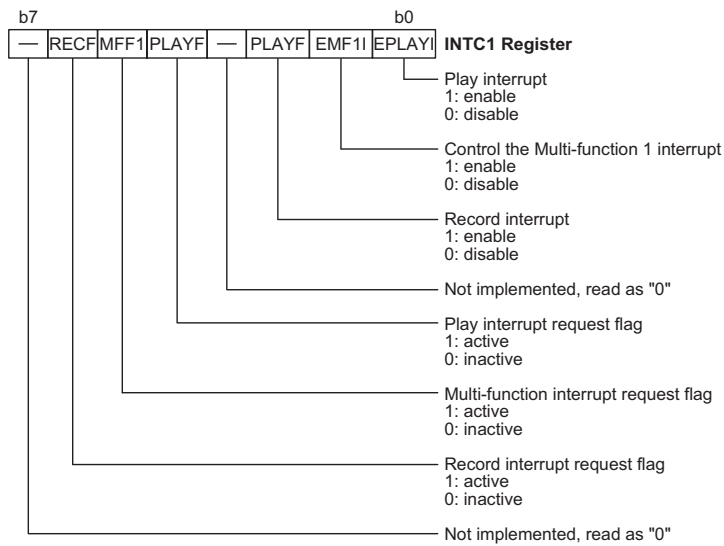 b7 b0
— RECF MFF1 PLAYF — PLAYF EMF1I EPLAYI INTC1 Register
Play interrupt
1: enable
0: disable
Control the Multi-function 1 interrupt
1: enable
0: disable
Record interrupt
1: enable
0: disable
Not implemented, read as "0"
Play interrupt request flag
1: active
0: inactive
Multi-function interrupt request flag
1: active
0: inactive
Record interrupt request flag
1: active
0: inactive
Not implemented, read as "0"